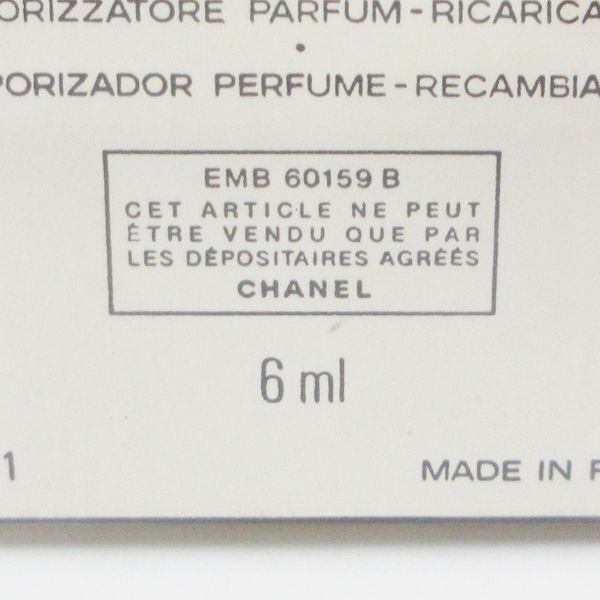 ORIZZATORE PARFUM-RICARICA
PORIZADOR PERFUME-RECAMBIA
EMB 60159 B
CET ARTICLE NE PEUT
ÊTRE VENDU QUE PAR
LES DÉPOSITAIRES AGRÉÉS
CHANEL
6 ml
1
MADE IN F